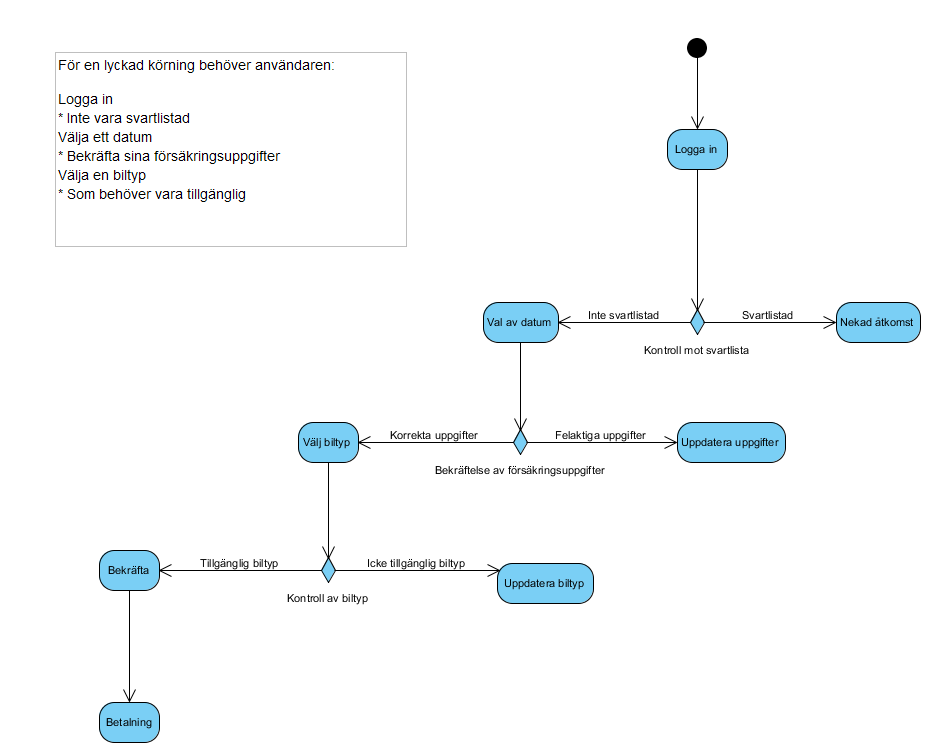 För en lyckad körning behöver användaren:
Logga in
* Inte vara svartlistad
Välja ett datum
* Bekräfta sina försäkringsuppgifter
Välja en biltyp
* Som behöver vara tillgänglig
Logga in
Val av datum
Inte svartlistad
Svartlistad
Nekad åtkomst
Kontroll mot svartlista
Välj biltyp
Korrekta uppgifter
Felaktiga uppgifter
Uppdatera uppgifter
Bekräftelse av försäkringsuppgifter
Bekräfta
Tillgänglig biltyp
Icke tillgänglig biltyp
Uppdatera biltyp
Kontroll av biltyp
Betalning